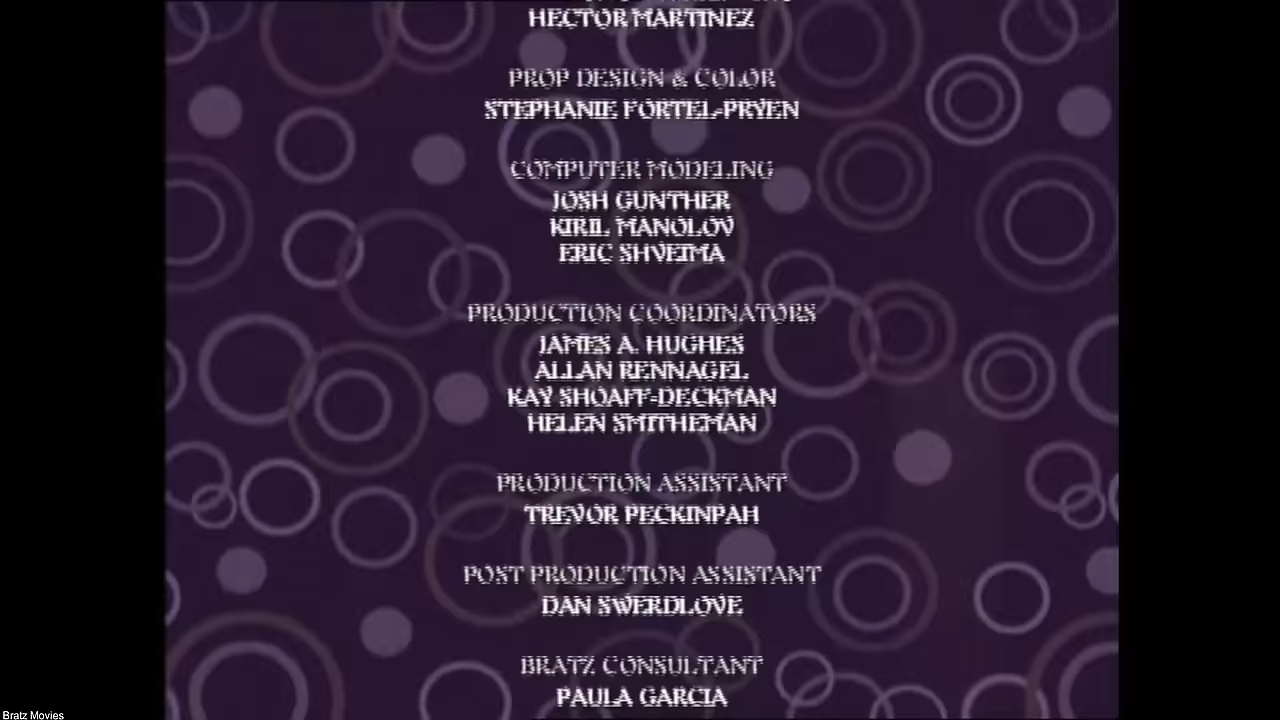 HECTOR MARTINEZ
PROP DESIGN & COLOR
STEPHANIE FORTEL-PRYEN
COMPUTER MODELING
JOSH GUNTHER
KIRIL MANOLOV
ERIC SHVEIMA
PRODUCTION COORDINATORS
JAMES A. HUGHES
ALLAN RENNAGEL
KAY SHOAFF-DECKMAN
HELEN SMITHEMAN
PRODUCTION ASSISTANT
TREVOR PECKINPAH
POST PRODUCTION ASSISTANT
DAN SWERDLOVE
BRATZ CONSULTANT
PAULA GARCIA
Bratz Movies